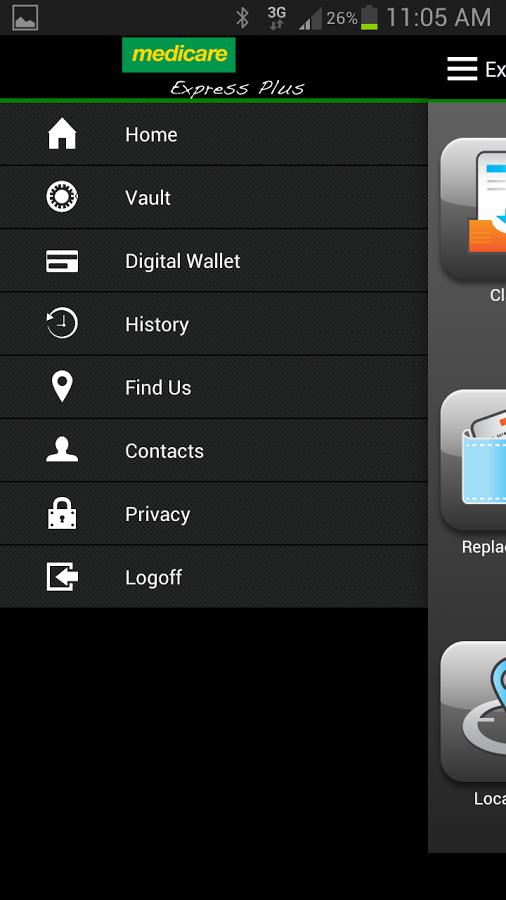 3G 26% 11:05 AM
medicare
Express Plus
Ex
Home
Vault
Digital Wallet
History
Find Us
Contacts
Privacy
Logoff
Cl
Repla
Loca